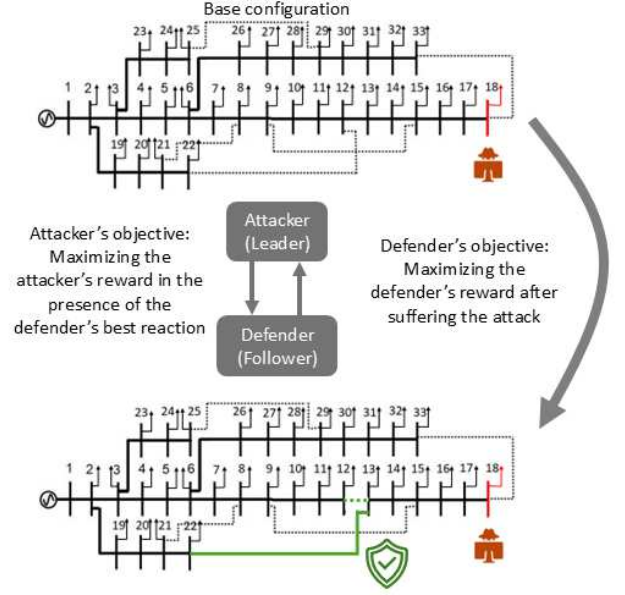 Base configuration
23 24 25 26 27 28 29 30 31 32 33
1 2 3 4 5 6 7 8 9 10 11 12 13 14 15 16 17 18
19 20 21 22
Attacker's objective:
Maximizing the
attacker's reward in the
presence of the
defender's best reaction
Attacker
(Leader)
Defender
(Follower)
Defender's objective:
Maximizing the
defender's reward after
suffering the attack
23 24 25 26 27 28 29 30 31 32 33
1 2 3 4 5 6 7 8 9 10 11 12 13 14 15 16 17 18
19 20 21 22